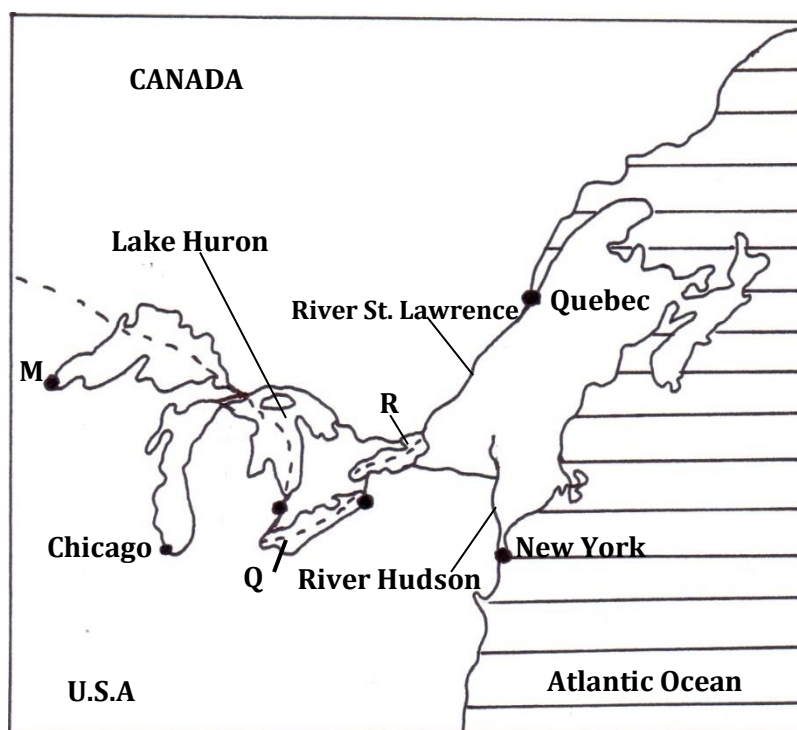 CANADA
Lake Huron
River St. Lawrence
Quebec
M
R
Chicago
Q
River Hudson
New York
U.S.A
Atlantic Ocean